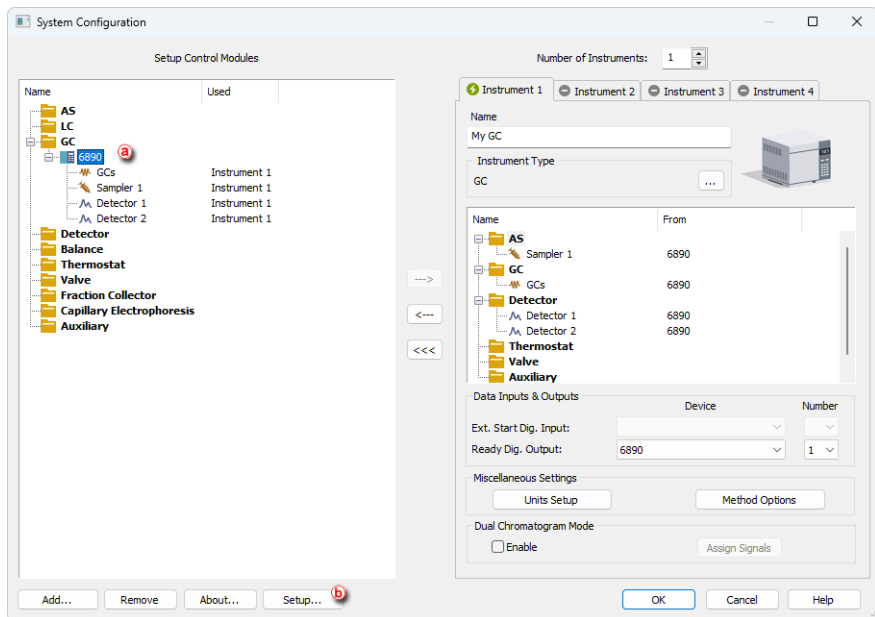 System Configuration
Setup Control Modules
Name Used
AS
LC
GC
6890 a
GCs Instrument 1
Sampler 1 Instrument 1
Detector 1 Instrument 1
Detector 2 Instrument 1
Detector
Balance
Thermostat
Valve
Fraction Collector
Capillary Electrophoresis
Auxiliary
Add... Remove About... Setup... b
--->
<---
<<<
Number of Instruments: 1
Instrument 1 Instrument 2 Instrument 3 Instrument 4
Name
My GC
Instrument Type
GC ...
Name From
AS
Sampler 1 6890
GC
GCs 6890
Detector
Detector 1 6890
Detector 2 6890
Thermostat
Valve
Auxiliary
Data Inputs & Outputs
Device Number
Ext. Start Dig. Input:
Ready Dig. Output: 6890 1
Miscellaneous Settings
Units Setup Method Options
Dual Chromatogram Mode
Enable Assign Signals
OK Cancel Help